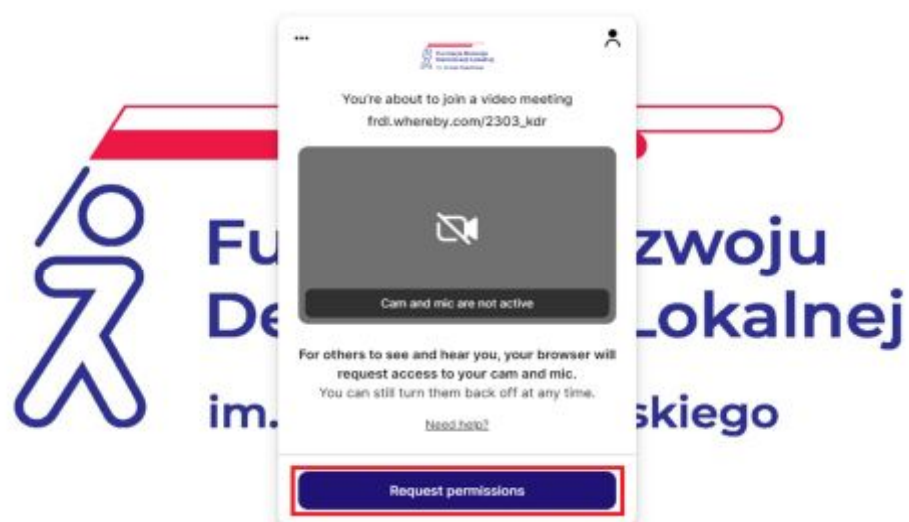 ...
You're about to join a video meeting
frdl.whereby.com/2303_kdr
Cam and mic are not active
For others to see and hear you, your browser will
request access to your cam and mic.
You can still turn them back off at any time.
Need help?
Request permissions
Fu zwoju
De Lokalnej
im. skiego